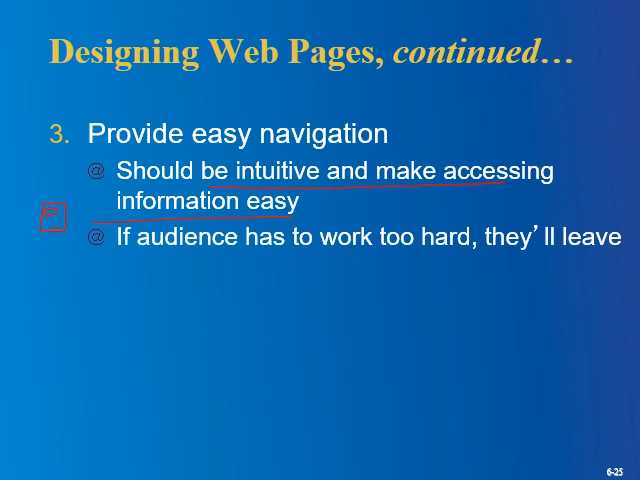 Designing Web Pages, continued…
3. Provide easy navigation
@ Should be intuitive and make accessing
information easy
@ If audience has to work too hard, they’ll leave
6-25